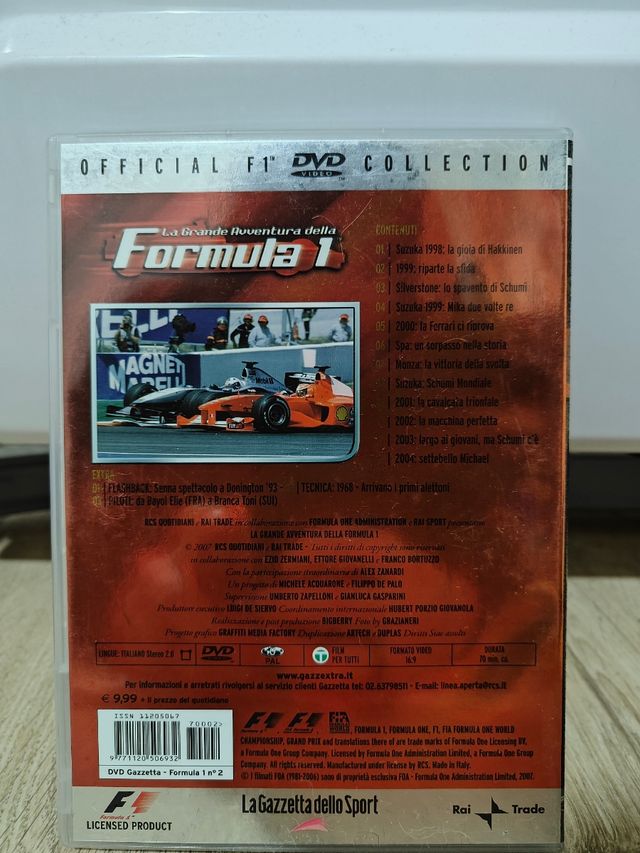 OFFICIAL F1™ DVD VIDEO COLLECTION
La Grande Avventura della
Formula 1
CONTENUTI
01 | Suzuka 1998: la gioia di Hakkinen
02 | 1999: riparte la sfida
03 | Silverstone: lo spavento di Schumi
04 | Suzuka 1999: Mika due volte re
05 | 2000: la Ferrari ci riprova
06 | Spa: un sorpasso nella storia
07 | Monza: la vittoria della svolta
Suzuka: Schumi Mondiale
2001: la cavalcata trionfale
2002: la macchina perfetta
2003: largo ai giovani, ma Schumi c'è
2004: settebello Michael
MAGNETI
MARELLI
Mobil
Shell
EXTRA
01 | FLASHBACK: Senna spettacolo a Donington '93 - | TECNICA: 1968 - Arrivano i primi alettoni
PILOTI: da Bayol Elie (FRA) a Branca Toni (SUI)
RCS QUOTIDIANI e RAI TRADE in collaborazione con FORMULA ONE ADMINISTRATION e RAI SPORT presentano
LA GRANDE AVVENTURA DELLA FORMULA 1
© 2007 RCS QUOTIDIANI e RAI TRADE - Tutti i diritti di copyright sono riservati
in collaborazione con EZIO ZERMIANI, ETTORE GIOVANELLI e FRANCO BORTUZZO
Con la partecipazione straordinaria di ALEX ZANARDI
Un progetto di MICHELE ACQUARONE e FILIPPO DE PALO
Supervisione UMBERTO ZAPELLONI e GIANLUCA GASPARINI
Produttore esecutivo LUIGI DE SIERVO Coordinamento internazionale HUBERT PORZIO GIOVANOLA
Realizzazione e post produzione BIGBERRY Foto by GRAZIANERI
Progetto grafico GRAFFITI MEDIA FACTORY Duplicazione ARTECH e DUPLAS Diritti Siae assolti
LINGUE: ITALIANO Stereo 2.0 DVD VIDEO PAL T FILM PER TUTTI FORMATO VIDEO 16:9 DURATA 70 min. ca.
www.gazzextra.it
Per informazioni e arretrati rivolgersi al servizio clienti Gazzetta tel: 02.63798511 - E-mail: linea.aperta@rcs.it
€ 9,99 + il prezzo del quotidiano
ISSN 11205067
70002>
9 771120 506932
DVD Gazzetta - Formula 1 n° 2
F1 F1 FIA FORMULA 1, FORMULA ONE, F1, FIA FORMULA ONE WORLD
CHAMPIONSHIP, GRAND PRIX and translations there of are trade marks of Formula One Licensing BV,
a Formula One Group Company. Licensed by Formula One Administration Limited, a Formula One Group
Company. All rights reserved. Manufactured under license by RCS. Made in Italy.
© I filmati FOA (1981-2006) sono di proprietà esclusiva FOA - Formula One Administration Limited, 2007.
F1
Formula 1
LICENSED PRODUCT
La Gazzetta dello Sport
Rai Trade